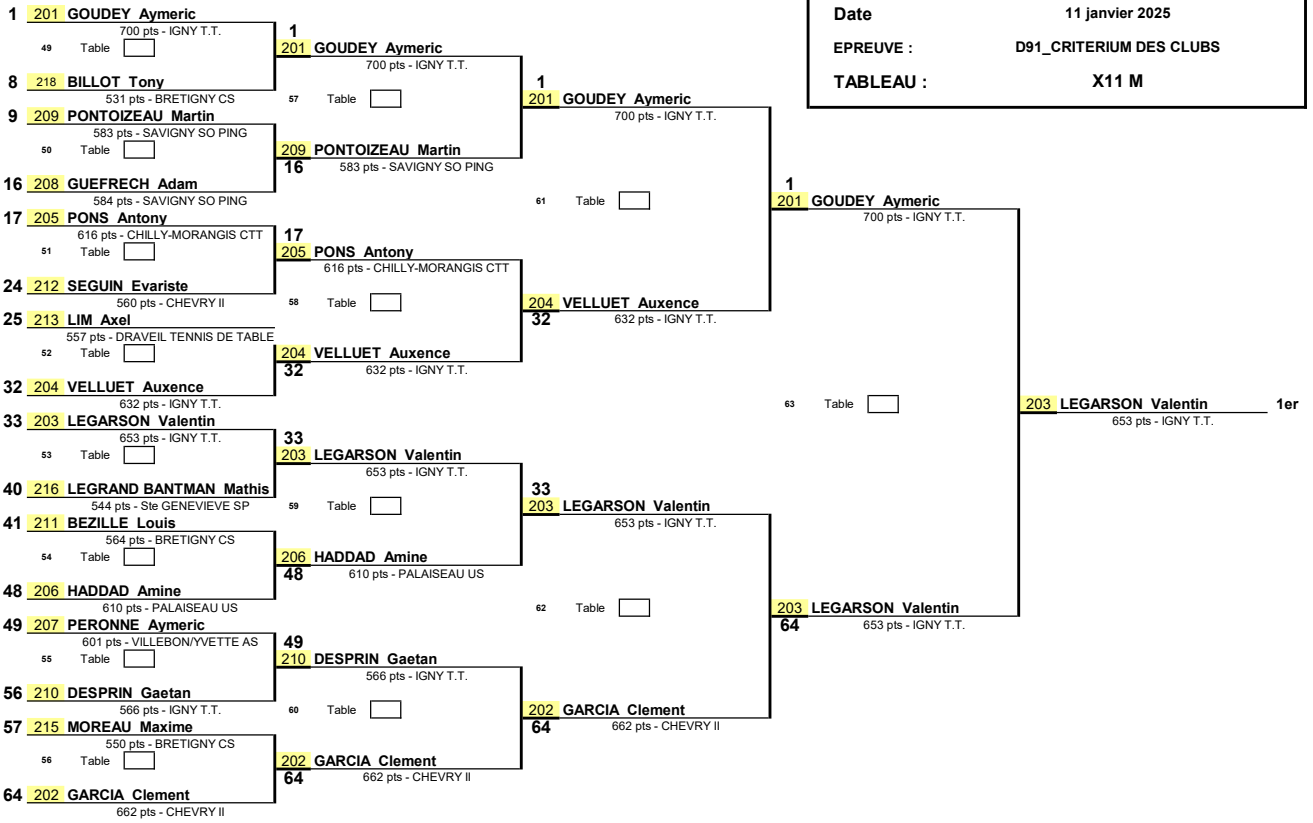 Date 11 janvier 2025
EPREUVE : D91_CRITERIUM DES CLUBS
TABLEAU : X11 M
1 201 GOUDEY Aymeric
700 pts - IGNY T.T.
49 Table
8 218 BILLOT Tony
531 pts - BRETIGNY CS
9 209 PONTOIZEAU Martin
583 pts - SAVIGNY SO PING
50 Table
16 208 GUEFRECH Adam
584 pts - SAVIGNY SO PING
17 205 PONS Antony
616 pts - CHILLY-MORANGIS CTT
51 Table
24 212 SEGUIN Evariste
560 pts - CHEVRY II
25 213 LIM Axel
557 pts - DRAVEIL TENNIS DE TABLE
52 Table
32 204 VELLUET Auxence
632 pts - IGNY T.T.
33 203 LEGARSON Valentin
653 pts - IGNY T.T.
53 Table
40 216 LEGRAND BANTMAN Mathis
544 pts - Ste GENEVIEVE SP
41 211 BEZILLE Louis
564 pts - BRETIGNY CS
54 Table
48 206 HADDAD Amine
610 pts - PALAISEAU US
49 207 PERONNE Aymeric
601 pts - VILLEBON/YVETTE AS
55 Table
56 210 DESPRIN Gaetan
566 pts - IGNY T.T.
57 215 MOREAU Maxime
550 pts - BRETIGNY CS
56 Table
64 202 GARCIA Clement
662 pts - CHEVRY II
1
201 GOUDEY Aymeric
700 pts - IGNY T.T.
57 Table
209 PONTOIZEAU Martin
16 583 pts - SAVIGNY SO PING
17
205 PONS Antony
616 pts - CHILLY-MORANGIS CTT
58 Table
204 VELLUET Auxence
32 632 pts - IGNY T.T.
33
203 LEGARSON Valentin
653 pts - IGNY T.T.
59 Table
206 HADDAD Amine
48 610 pts - PALAISEAU US
49
210 DESPRIN Gaetan
566 pts - IGNY T.T.
60 Table
202 GARCIA Clement
64 662 pts - CHEVRY II
1
201 GOUDEY Aymeric
700 pts - IGNY T.T.
61 Table
204 VELLUET Auxence
32 632 pts - IGNY T.T.
33
203 LEGARSON Valentin
653 pts - IGNY T.T.
62 Table
202 GARCIA Clement
64 662 pts - CHEVRY II
1
201 GOUDEY Aymeric
700 pts - IGNY T.T.
63 Table
203 LEGARSON Valentin
64 653 pts - IGNY T.T.
203 LEGARSON Valentin 1er
653 pts - IGNY T.T.